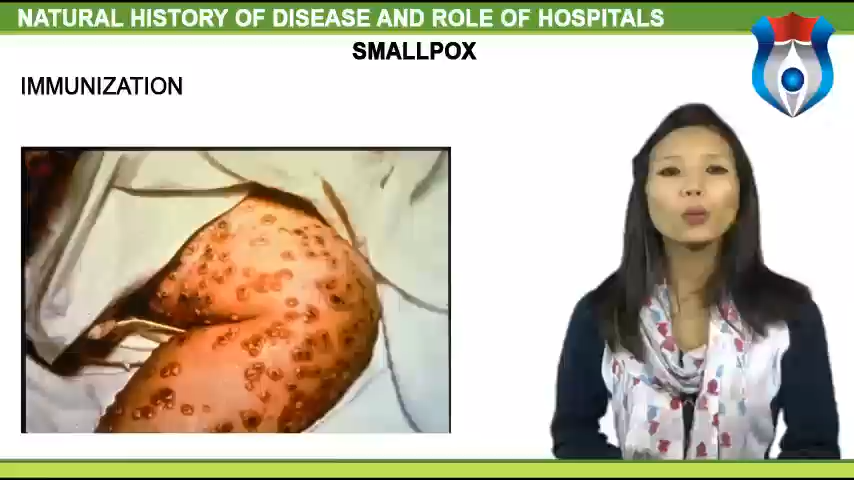 NATURAL HISTORY OF DISEASE AND ROLE OF HOSPITALS
SMALLPOX
IMMUNIZATION